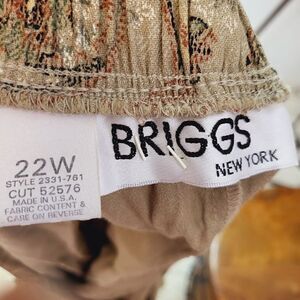 BRIGGS
NEW YORK
22W
STYLE 2331-761
CUT 52576
MADE IN U.S.A.
FABRIC CONTENT &
CARE ON REVERSE